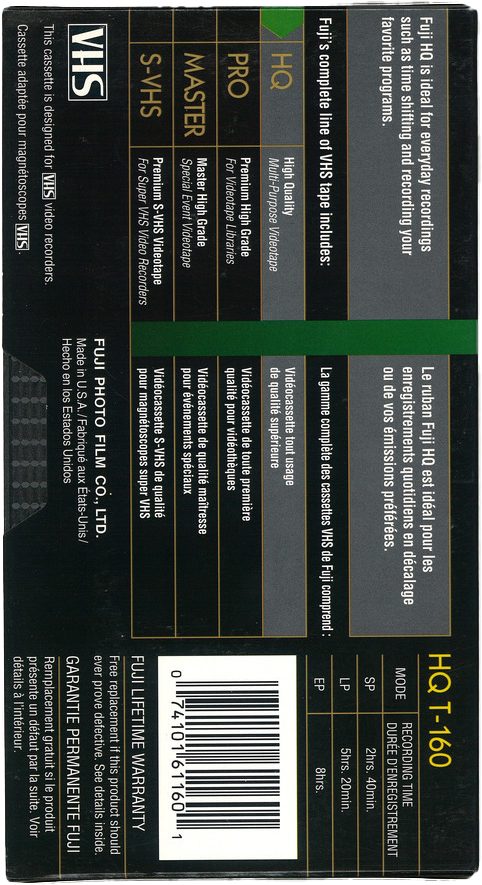 Fuji HQ is ideal for everyday recordings
such as time shifting and recording your
favorite programs.
Le ruban Fuji HQ est idéal pour les
enregistrements quotidiens en décalage
ou de vos émissions préférées.
Fuji's complete line of VHS tape includes:
La gamme complète des cassettes VHS de Fuji comprend :
HQ
High Quality
Multi-Purpose Videotape
Vidéocassette tout usage
de qualité supérieure
PRO
Premium High Grade
For Videotape Libraries
Vidéocassette de toute première
qualité pour vidéothèques
MASTER
Master High Grade
Special Event Videotape
Vidéocassette de qualité maîtresse
pour événements spéciaux
S-VHS
Premium S-VHS Videotape
For Super VHS Video Recorders
Vidéocassette S-VHS de qualité
pour magnétoscopes super VHS
VHS
This cassette is designed for VHS video recorders.
Cassette adaptée pour magnétoscopes VHS.
FUJI PHOTO FILM CO., LTD.
Made in U.S.A./ Fabriqué aux États-Unis/
Hecho en los Estados Unidos
HQ T-160
MODE
RECORDING TIME
DURÉE D'ENREGISTREMENT
SP
2hrs. 40min.
LP
5hrs. 20min.
EP
8hrs.
0 74101 61160 1
FUJI LIFETIME WARRANTY
Free replacement if this product should
ever prove defective. See details inside.
GARANTIE PERMANENTE FUJI
Remplacement gratuit si le produit
présente un défaut par la suite. Voir
détails à l'intérieur.